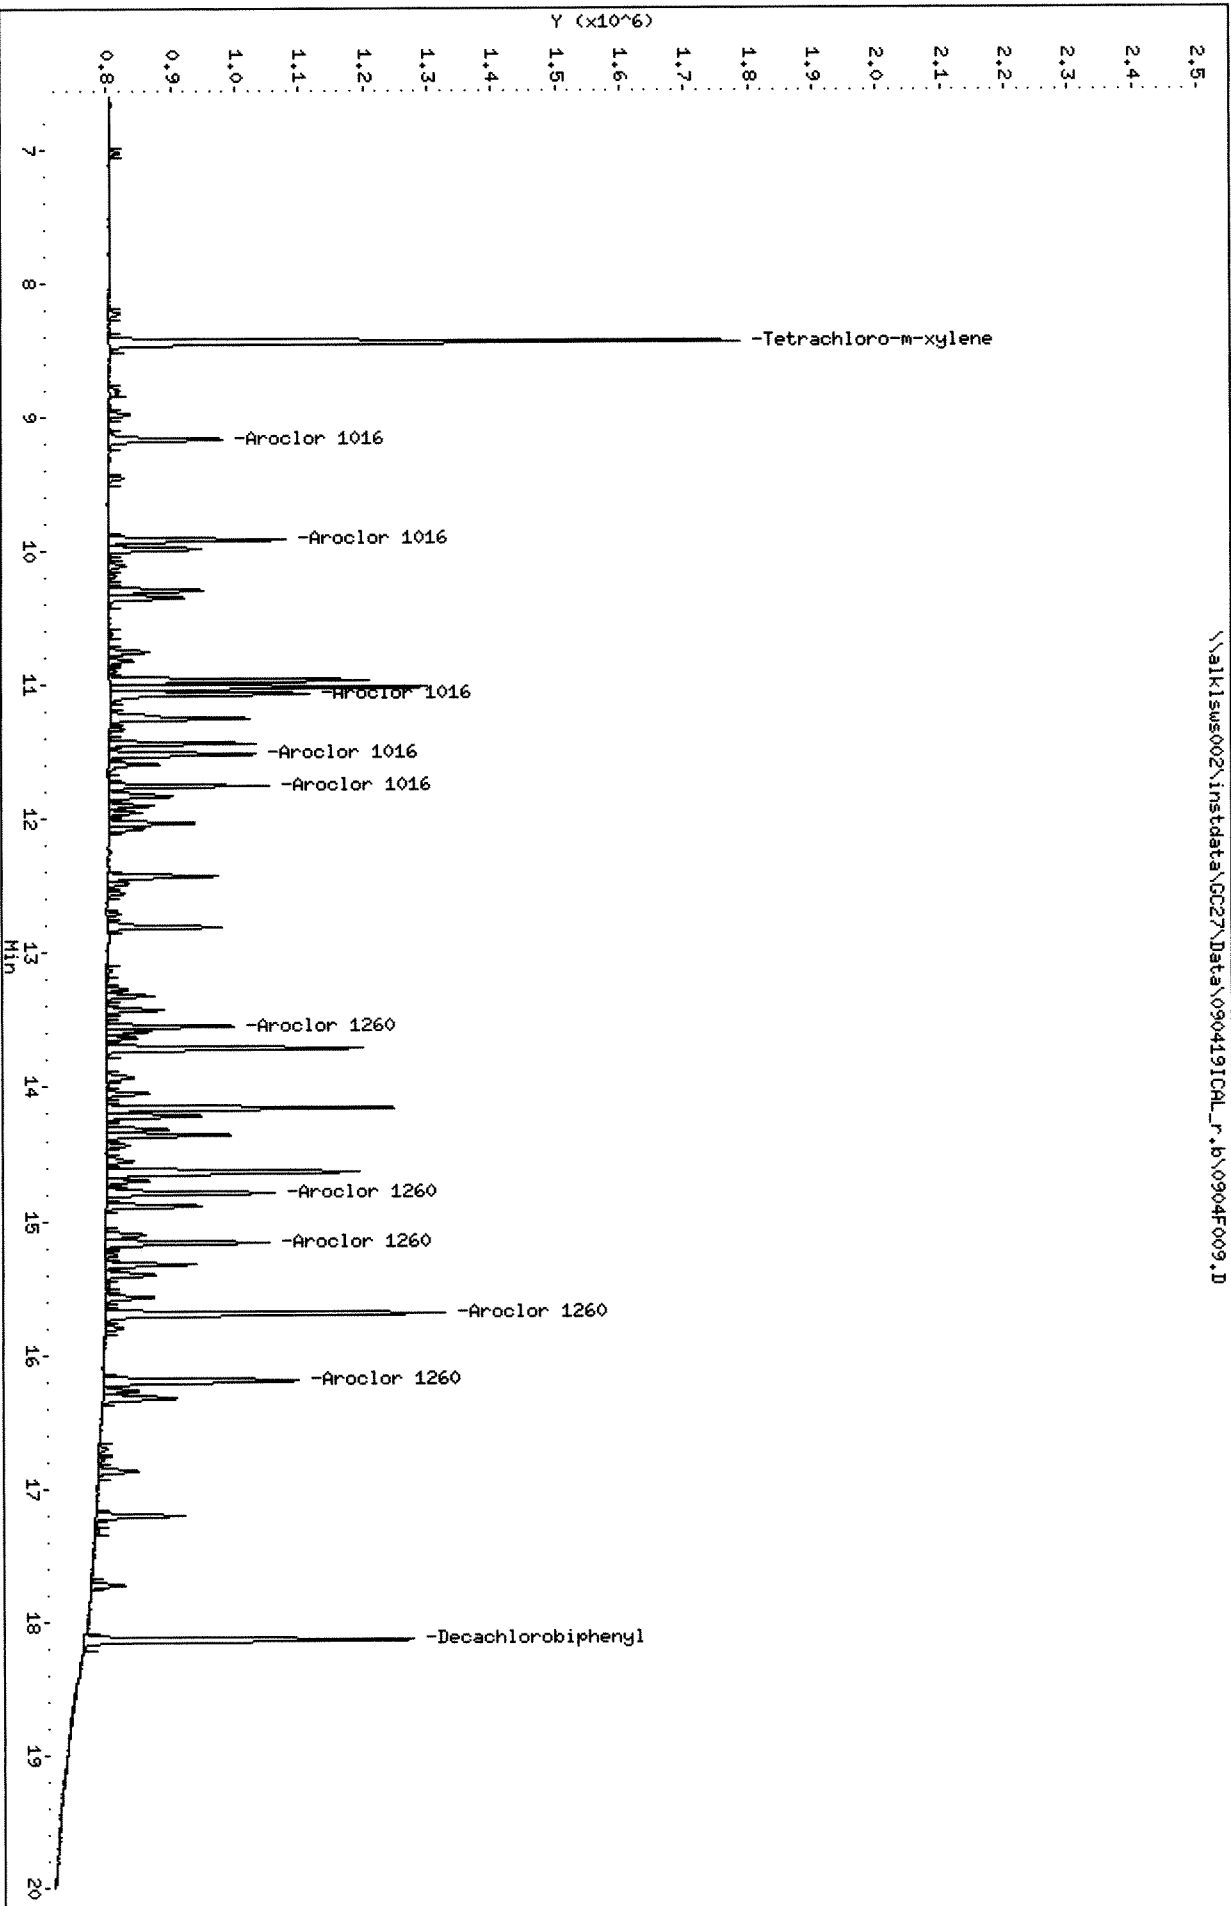 \\alklsws002\instdata\GC27\Data\090419ICAL_r.b\0904F009.D
Y (x10^6)
2.5
2.4
2.3
2.2
2.1
2.0
1.9
1.8
1.7
1.6
1.5
1.4
1.3
1.2
1.1
1.0
0.9
0.8
-Tetrachloro-m-xylene
-Aroclor 1016
-Aroclor 1016
-Aroclor 1016
-Aroclor 1016
-Aroclor 1016
-Aroclor 1260
-Aroclor 1260
-Aroclor 1260
-Aroclor 1260
-Aroclor 1260
-Decachlorobiphenyl
7 8 9 10 11 12 13 14 15 16 17 18 19 20
Min